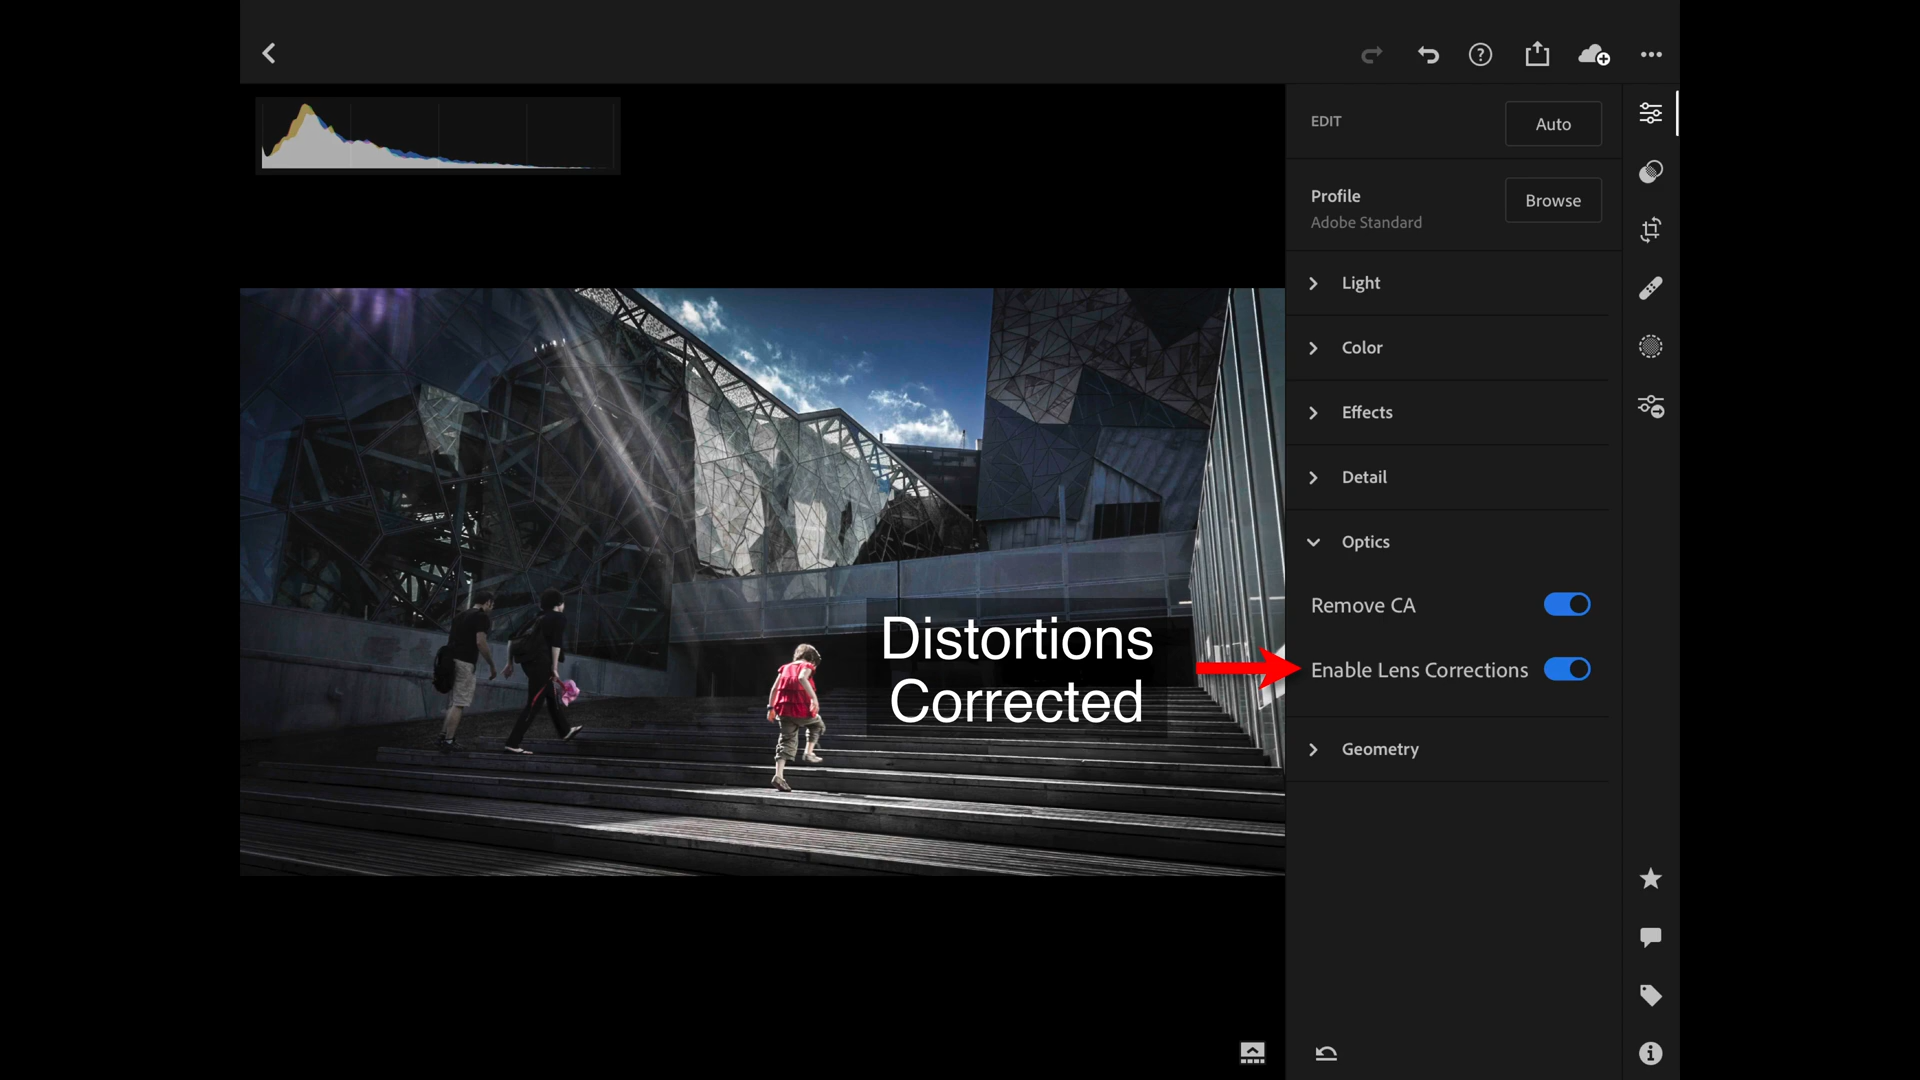 EDIT
Auto
Profile
Adobe Standard
Browse
Light
Color
Effects
Detail
Optics
Remove CA
Enable Lens Corrections
Geometry
Distortions
Corrected